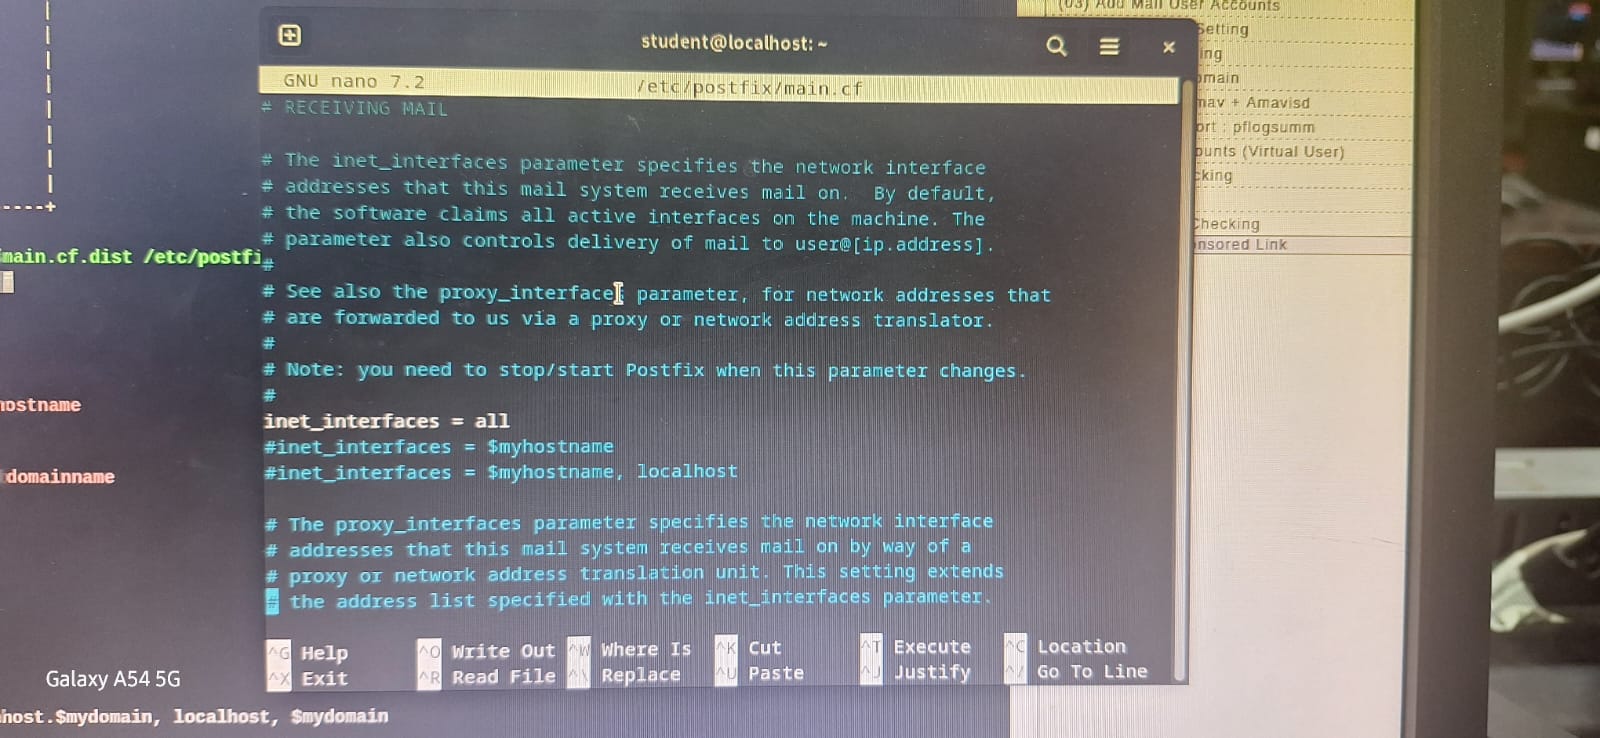 student@localhost: ~
GNU nano 7.2 /etc/postfix/main.cf
# RECEIVING MAIL
# The inet_interfaces parameter specifies the network interface
# addresses that this mail system receives mail on.  By default,
# the software claims all active interfaces on the machine. The
# parameter also controls delivery of mail to user@[ip.address].
#
# See also the proxy_interfaces parameter, for network addresses that
# are forwarded to us via a proxy or network address translator.
#
# Note: you need to stop/start Postfix when this parameter changes.
#
inet_interfaces = all
#inet_interfaces = $myhostname
#inet_interfaces = $myhostname, localhost
# The proxy_interfaces parameter specifies the network interface
# addresses that this mail system receives mail on by way of a
# proxy or network address translation unit. This setting extends
# the address list specified with the inet_interfaces parameter.
^G Help ^O Write Out ^W Where Is ^K Cut ^T Execute ^C Location
^X Exit ^R Read File ^\ Replace ^U Paste ^J Justify ^/ Go To Line
----+
main.cf.dist /etc/postfi
ostname
domainname
Galaxy A54 5G
host.$mydomain, localhost, $mydomain
(03) Add Mail User Accounts
Setting
ing
omain
mav + Amavisd
ort : pflogsumm
ounts (Virtual User)
cking
Checking
nsored Link